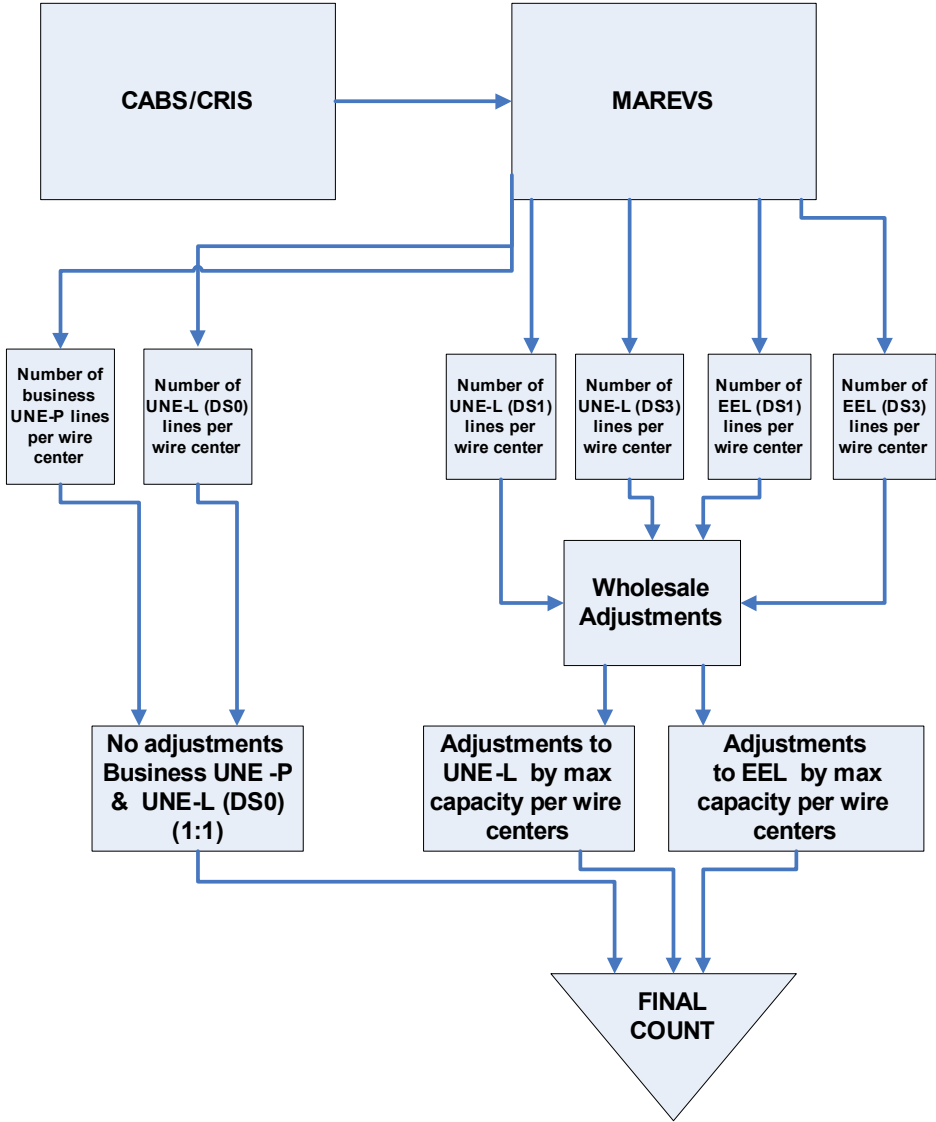 CABS/CRIS
MAREVS
Number of
business
UNE-P lines
per wire
center
Number of
UNE-L (DS0)
lines per
wire center
Number of
UNE-L (DS1)
lines per
wire center
Number of
UNE-L (DS3)
lines per
wire center
Number of
EEL (DS1)
lines per
wire center
Number of
EEL (DS3)
lines per
wire center
Wholesale
Adjustments
No adjustments
Business UNE -P
& UNE-L (DS0)
(1:1)
Adjustments to
UNE-L by max
capacity per wire
centers
Adjustments
to EEL by max
capacity per wire
centers
FINAL
COUNT